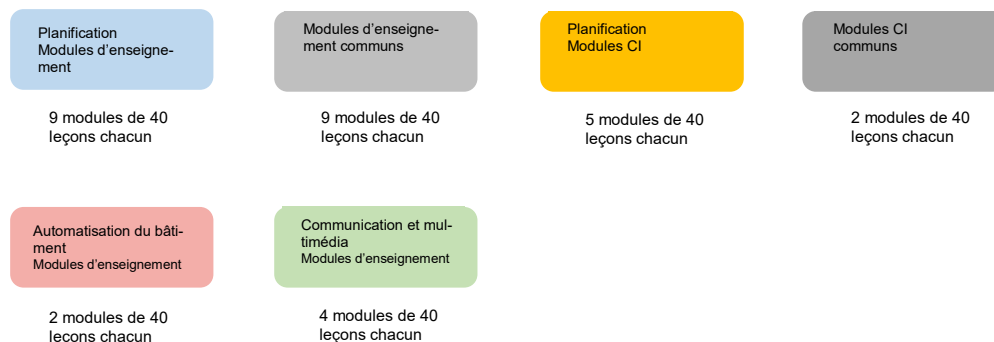 Planification
Modules d'enseigne-
ment
9 modules de 40
leçons chacun
Modules d'enseigne-
ment communs
9 modules de 40
leçons chacun
Planification
Modules CI
5 modules de 40
leçons chacun
Modules CI
communs
2 modules de 40
leçons chacun
Automatisation du bâti-
ment
Modules d'enseignement
2 modules de 40
leçons chacun
Communication et mul-
timédia
Modules d'enseignement
4 modules de 40
leçons chacun